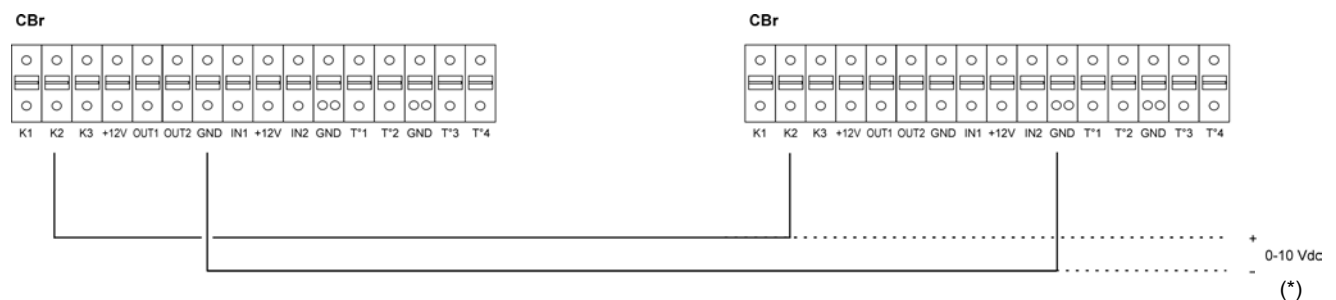 CBr CBr
K1 K2 K3 +12V OUT1 OUT2 GND IN1 +12V IN2 GND T°1 T°2 GND T°3 T°4 K1 K2 K3 +12V OUT1 OUT2 GND IN1 +12V IN2 GND T°1 T°2 GND T°3 T°4
+
0-10 Vdc
-
(*)